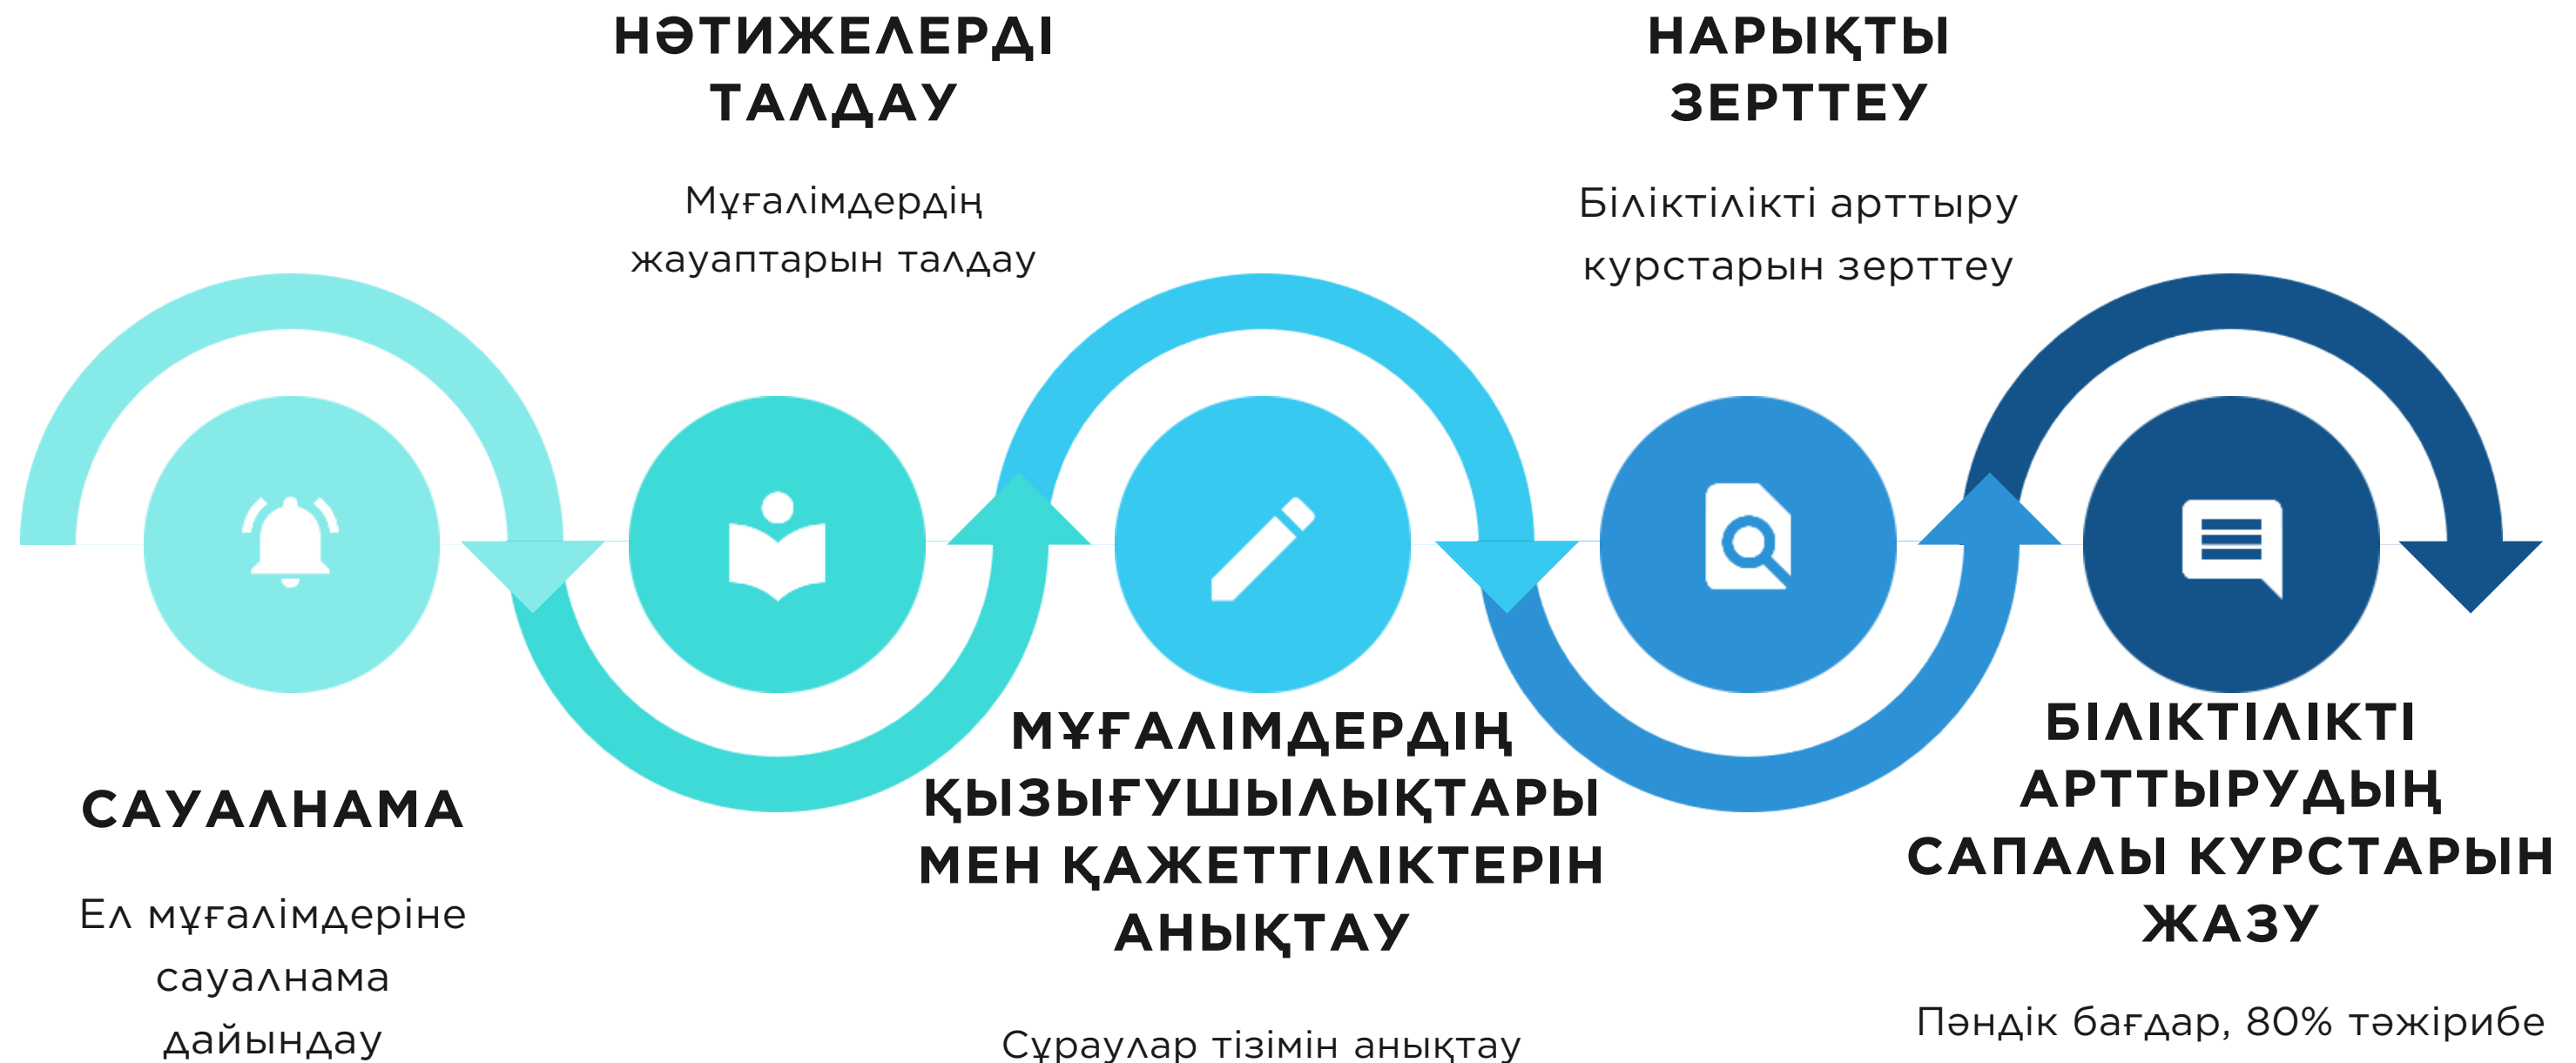 НӘТИЖЕЛЕРДІ
ТАЛДАУ
Мұғалімдердің
жауаптарын талдау
НАРЫҚТЫ
ЗЕРТТЕУ
Біліктілікті арттыру
курстарын зерттеу
САУАЛНАМА
Ел мұғалімдеріне
сауалнама
дайындау
МҰҒАЛІМДЕРДІҢ
ҚЫЗЫҒУШЫЛЫҚТАРЫ
МЕН ҚАЖЕТТІЛІКТЕРІН
АНЫҚТАУ
Сұраулар тізімін анықтау
БІЛІКТІЛІКТІ
АРТТЫРУДЫҢ
САПАЛЫ КУРСТАРЫН
ЖАЗУ
Пәндік бағдар, 80% тәжірибе